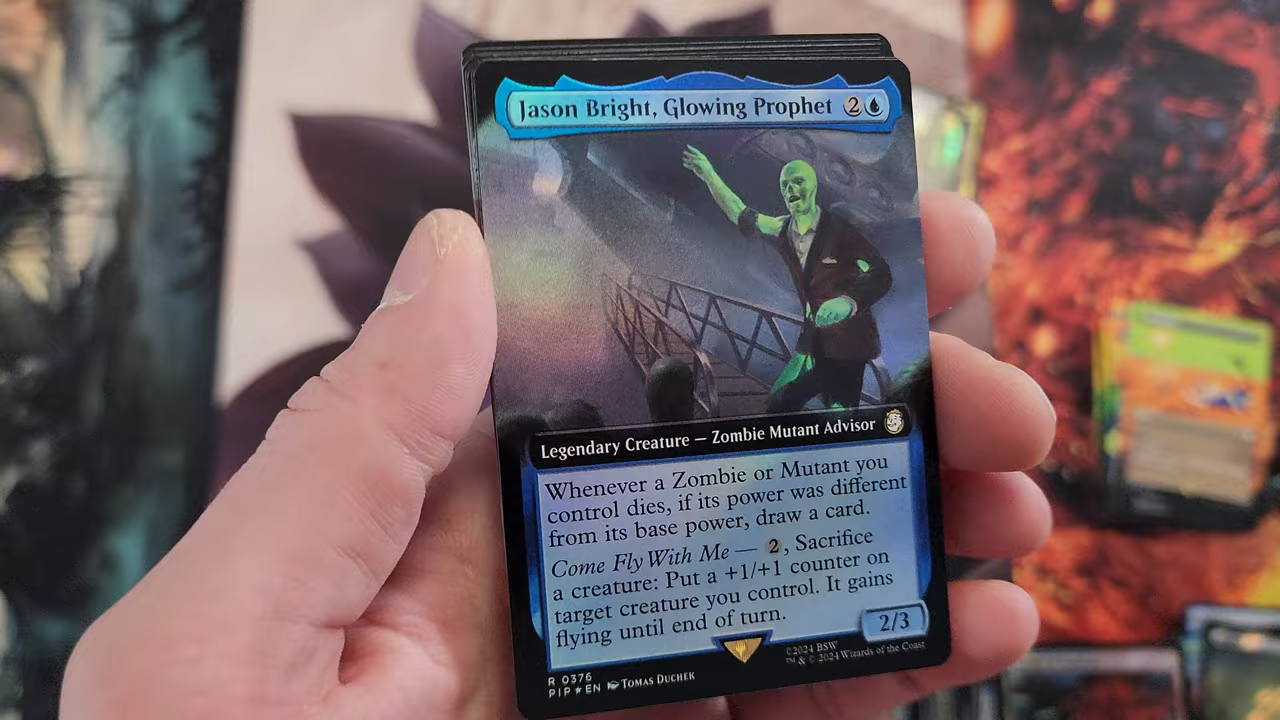 Jason Bright, Glowing Prophet 2
Legendary Creature — Zombie Mutant Advisor
Whenever a Zombie or Mutant you
control dies, if its power was different
from its base power, draw a card.
Come Fly With Me — 2, Sacrifice
a creature: Put a +1/+1 counter on
target creature you control. It gains
flying until end of turn.
2/3
R 0376
PIP ★ EN Tomas Duchek
©2024 BSW
™ & © 2024 Wizards of the Coast